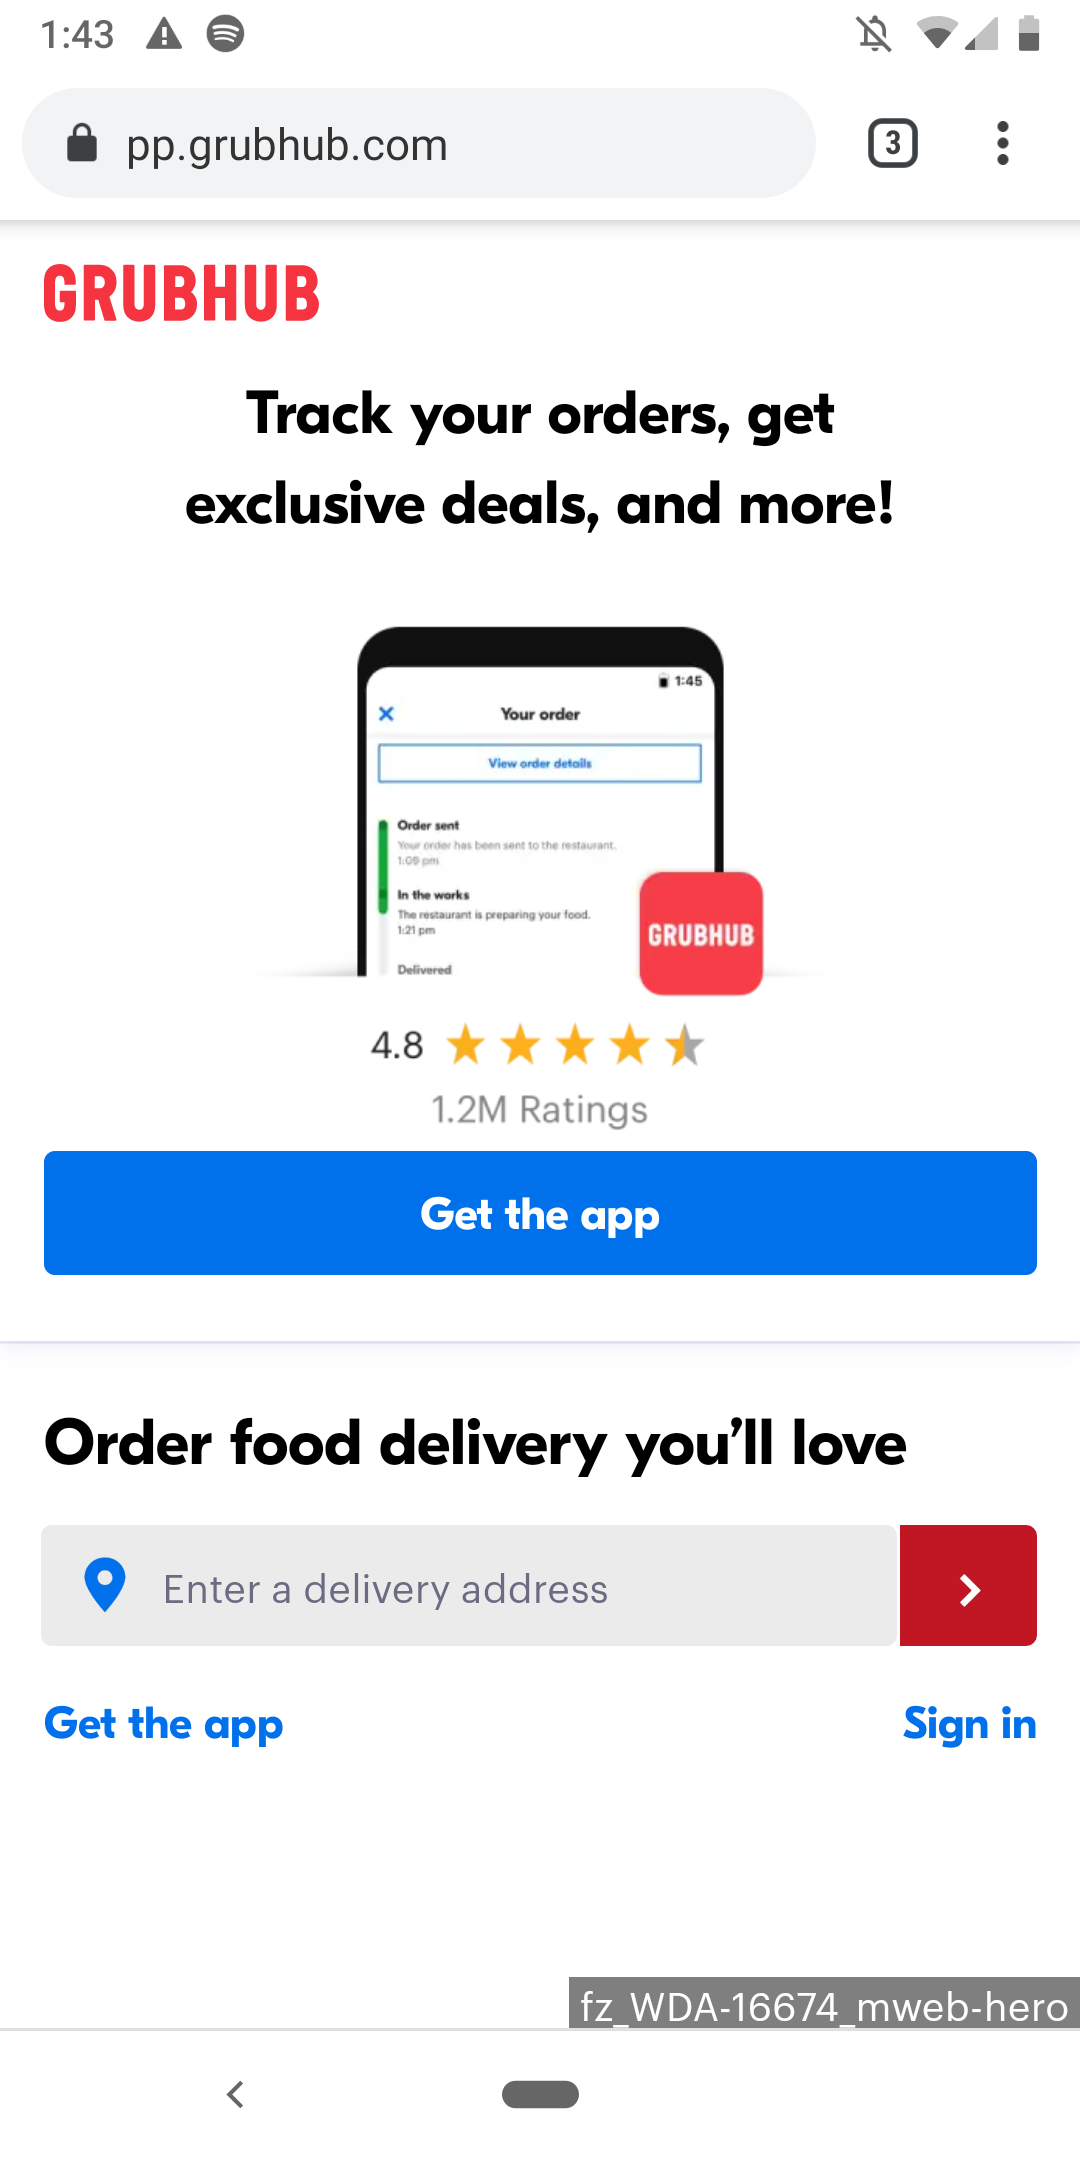 1:43
pp.grubhub.com
3
GRUBHUB
Track your orders, get
exclusive deals, and more!
1:45
Your order
View order details
Order sent
Your order has been sent to the restaurant.
1:09 pm
In the works
The restaurant is preparing your food.
1:21 pm
Delivered
GRUBHUB
4.8
1.2M Ratings
Get the app
Order food delivery you’ll love
Enter a delivery address
Get the app
Sign in
fz_WDA-16674_mweb-hero